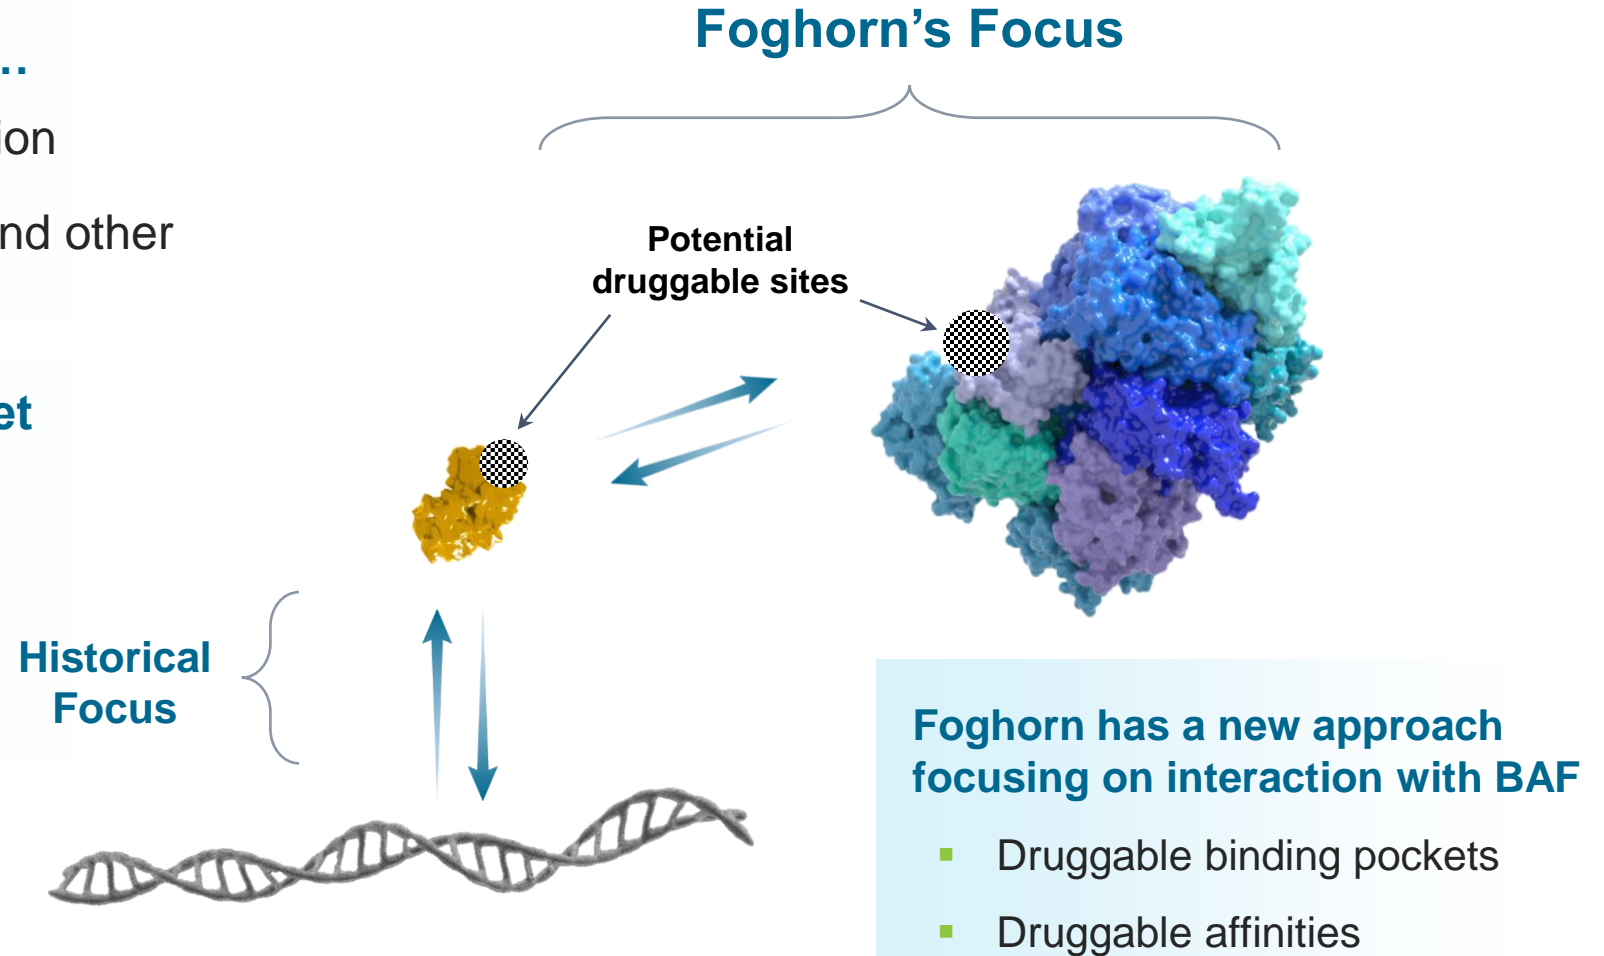 Foghorn’s Focus
..
ion
nd other
et
Potential
druggable sites
Historical
Focus
Foghorn has a new approach
focusing on interaction with BAF
▪ Druggable binding pockets
▪ Druggable affinities